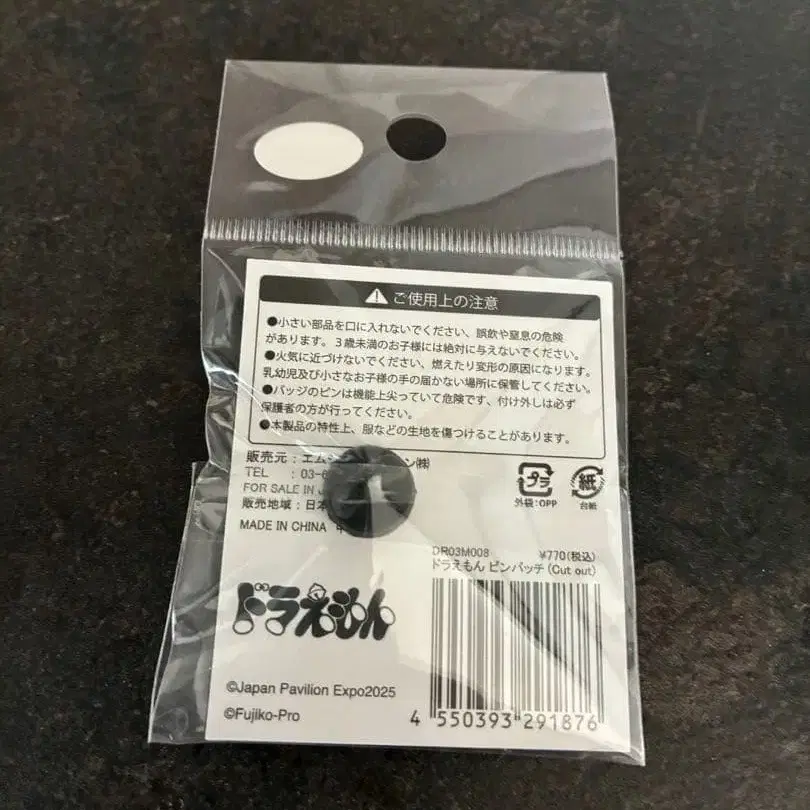 ご使用上の注意
●小さい部品を口に入れないでください、誤飲や窒息の危険
があります。3歳未満のお子様には絶対に与えないでください。
●火気に近づけないでください、燃えたり変形の原因になります。
乳幼児及び小さなお子様の手の届かない場所に保管してください。
●バッジのピンは機能上尖っていて危険です、付け外しは必ず
保護者の方が行ってください。
●本製品の特性上、服などの生地を傷つけることがあります。
販売元：エム ン㈱
TEL ：03-6
FOR SALE IN J
販売地域：日本
MADE IN CHINA
プラ
外袋：OPP
紙
台紙
DR03M008 ¥770(税込)
ドラえもん ピンバッチ (Cut out)
ドラえもん
©Japan Pavilion Expo2025
©Fujiko-Pro
4 550393 291876